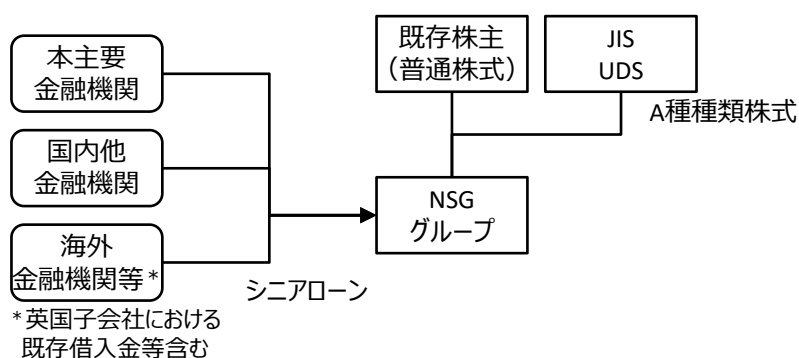 本主要
金融機関
国内他
金融機関
海外
金融機関等*
*英国子会社における
既存借入金等含む
シニアローン
既存株主
（普通株式）
JIS
UDS
A種種類株式
NSG
グループ